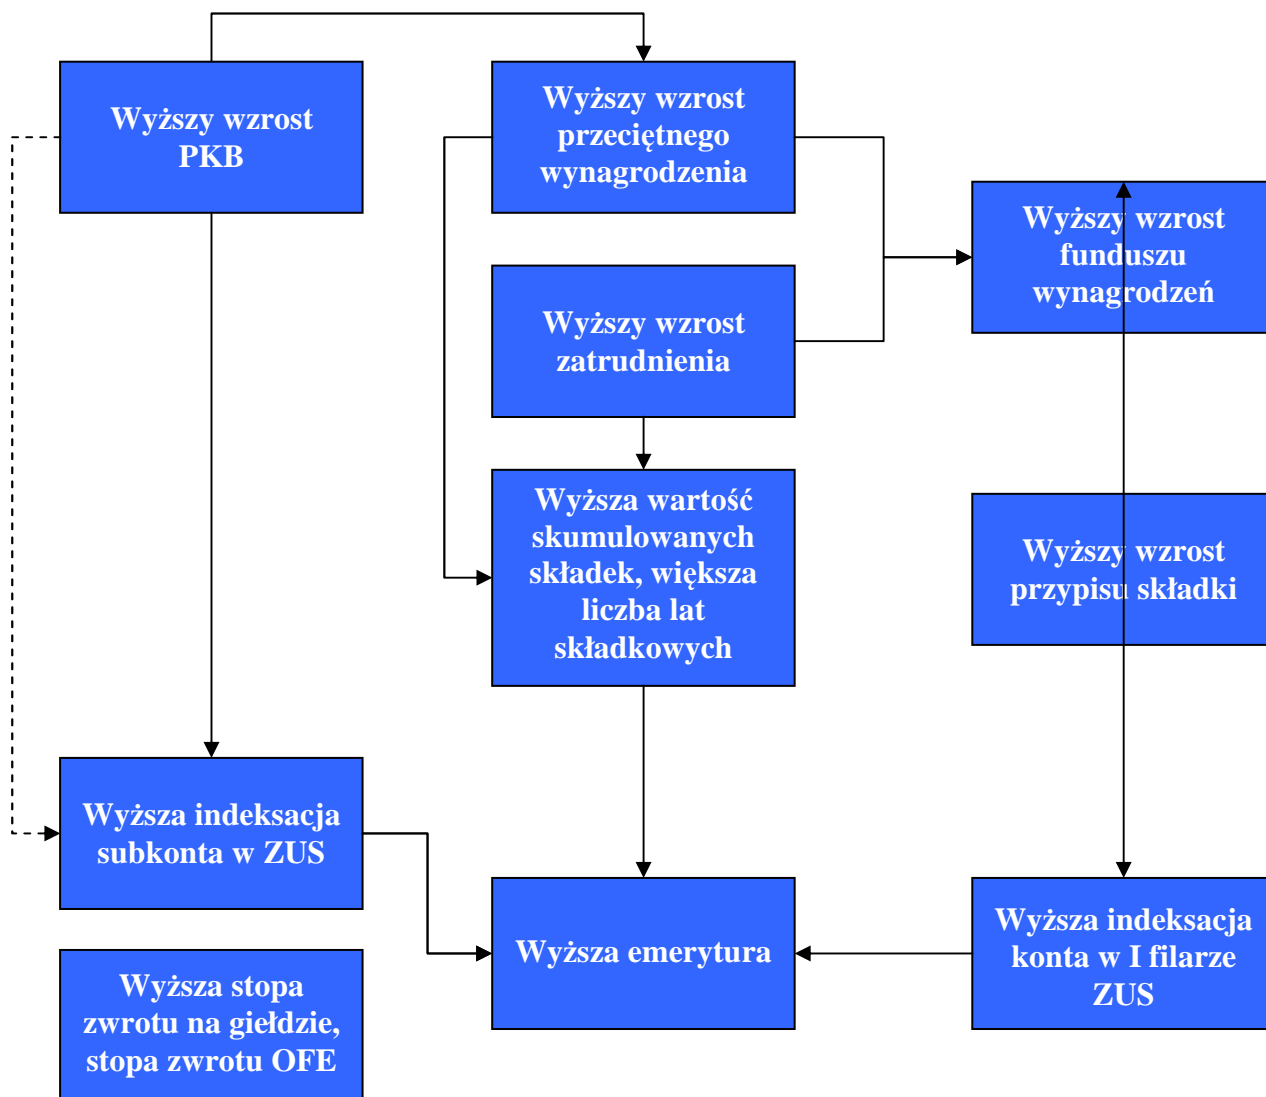 Wyższy wzrost
PKB
Wyższy wzrost
przeciętnego
wynagrodzenia
Wyższy wzrost
funduszu
wynagrodzeń
Wyższy wzrost
zatrudnienia
Wyższa wartość
skumulowanych
składek, większa
liczba lat
składkowych
Wyższy wzrost
przypisu składki
Wyższa indeksacja
subkonta w ZUS
Wyższa emerytura
Wyższa indeksacja
konta w I filarze
ZUS
Wyższa stopa
zwrotu na giełdzie,
stopa zwrotu OFE